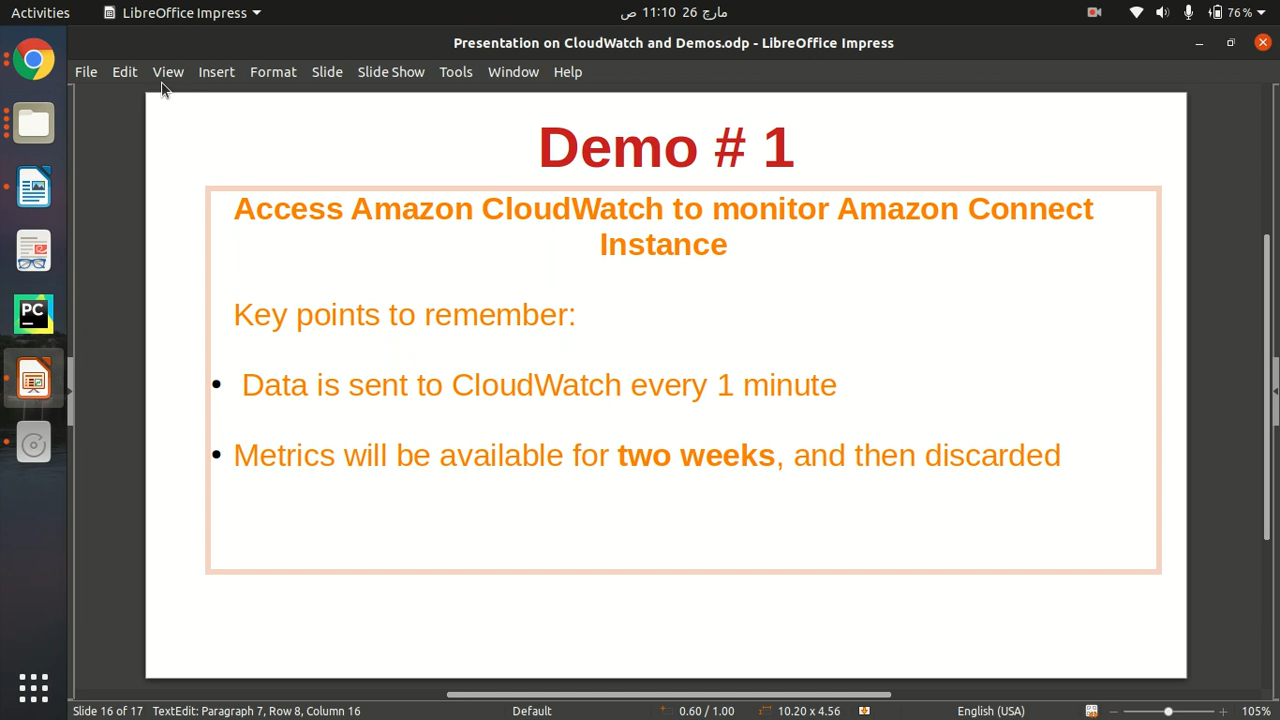 Activities
LibreOffice Impress
مارچ 26 11:10 ص
76%
Presentation on CloudWatch and Demos.odp - LibreOffice Impress
File Edit View Insert Format Slide Slide Show Tools Window Help
Demo # 1
Access Amazon CloudWatch to monitor Amazon Connect
Instance
Key points to remember:
• Data is sent to CloudWatch every 1 minute
• Metrics will be available for two weeks, and then discarded
PC
Slide 16 of 17 TextEdit: Paragraph 7, Row 8, Column 16 Default 0.60 / 1.00 10.20 x 4.56 English (USA) 105%